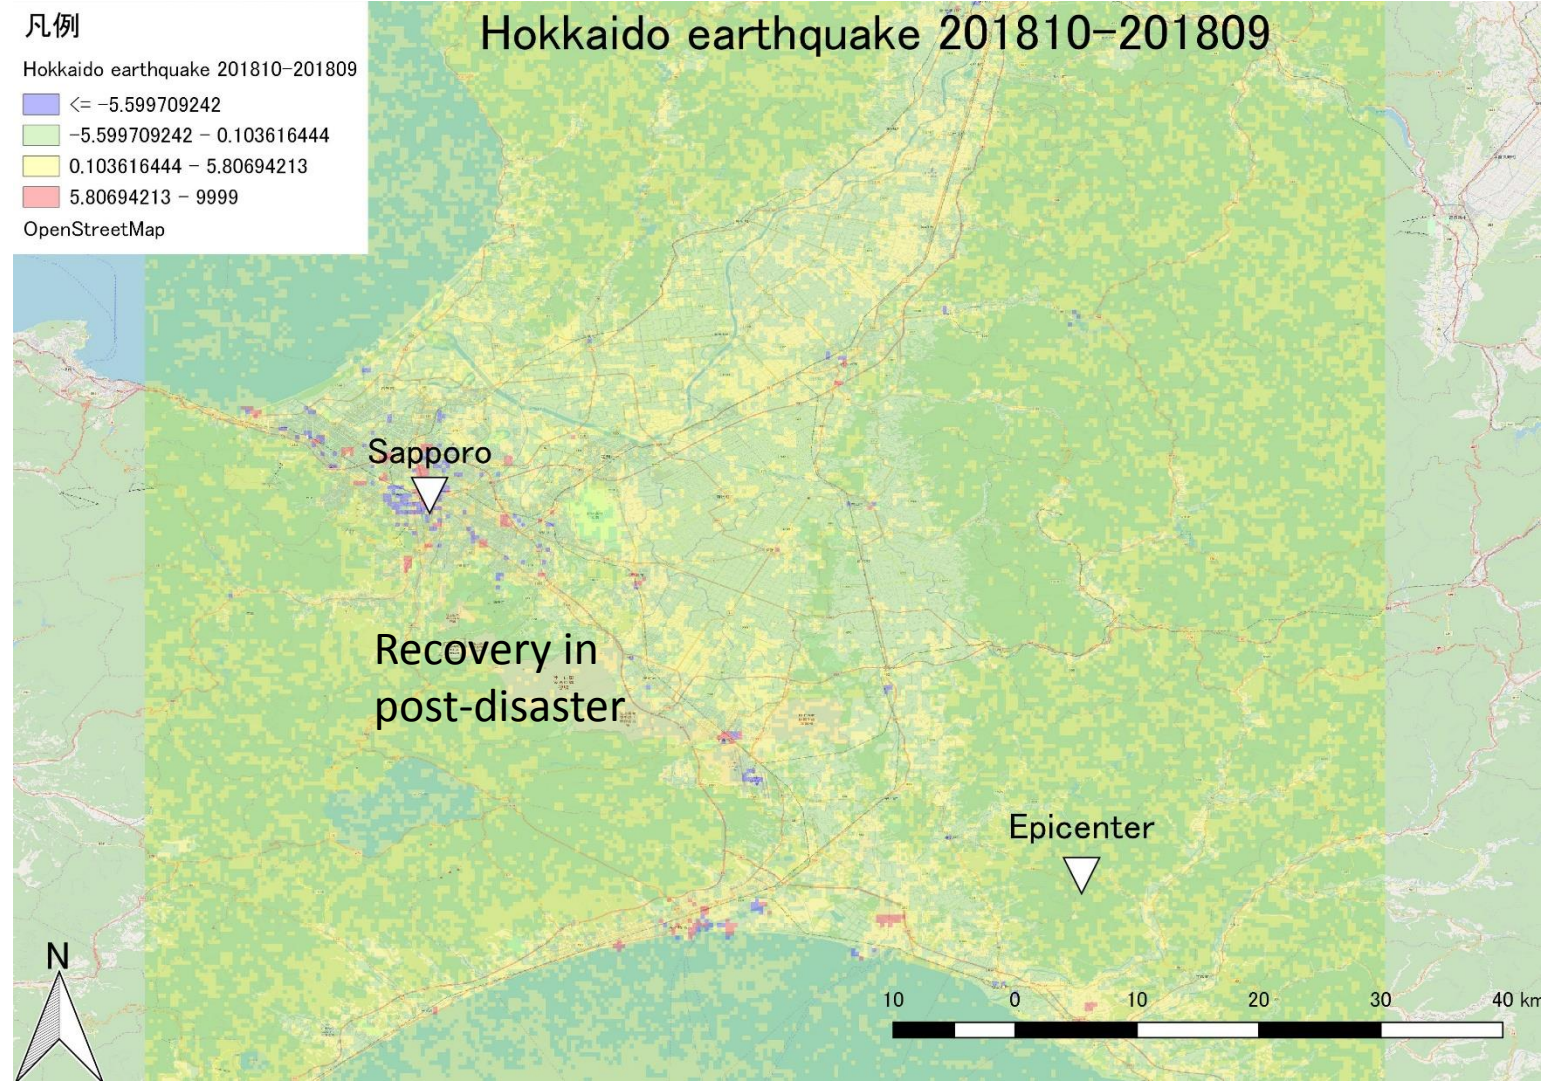 凡例
Hokkaido earthquake 201810-201809
Hokkaido earthquake 201810-201809
<= -5.599709242
-5.599709242 - 0.103616444
0.103616444 - 5.80694213
5.80694213 - 9999
OpenStreetMap
Sapporo
Recovery in
post-disaster
Epicenter
N
10 0 10 20 30 40 km